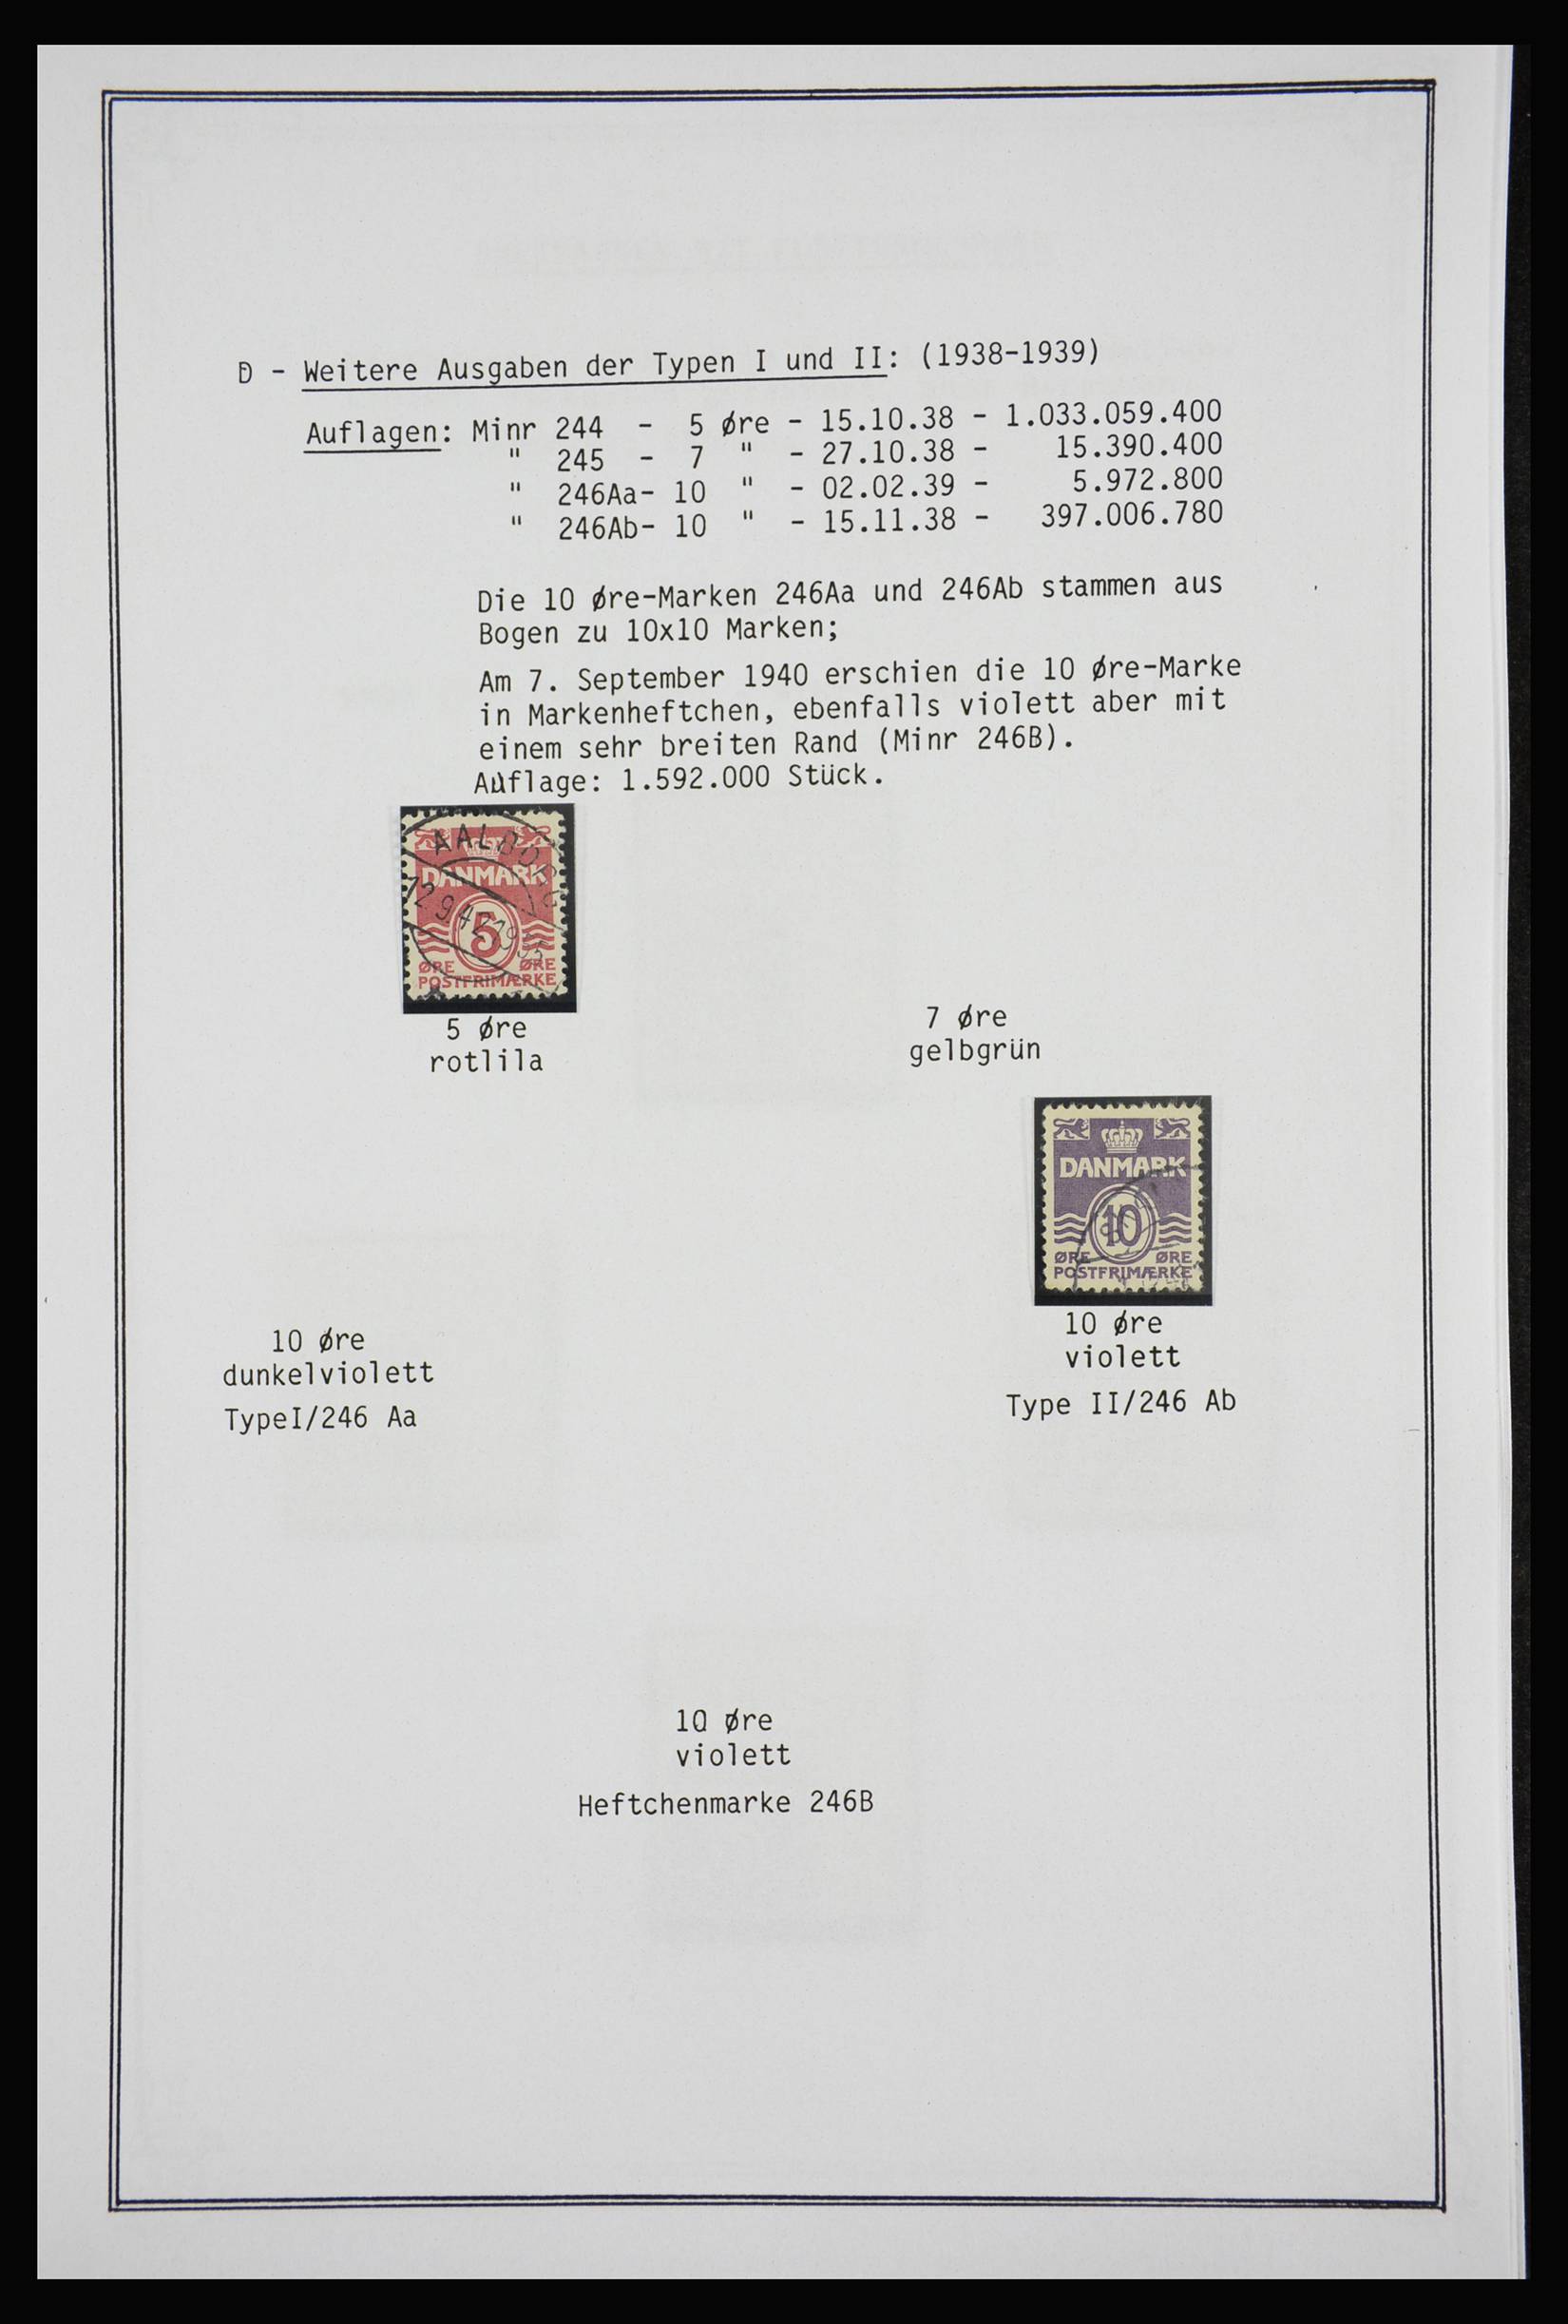 D - Weitere Ausgaben der Typen I und II: (1938-1939)
Auflagen: Minr 244 - 5 Øre - 15.10.38 - 1.033.059.400
" 245 - 7 " - 27.10.38 - 15.390.400
" 246Aa- 10 " - 02.02.39 - 5.972.800
" 246Ab- 10 " - 15.11.38 - 397.006.780
Die 10 Øre-Marken 246Aa und 246Ab stammen aus
Bogen zu 10x10 Marken;
Am 7. September 1940 erschien die 10 Øre-Marke
in Markenheftchen, ebenfalls violett aber mit
einem sehr breiten Rand (Minr 246B).
Auflage: 1.592.000 Stück.
AALBORG
DANMARK
5
ØRE ØRE
POSTFRIMÆRKE
5 Øre
rotlila
7 Øre
gelbgrün
DANMARK
10
ØRE ØRE
POSTFRIMÆRKE
10 Øre
dunkelviolett
TypeI/246 Aa
10 Øre
violett
Type II/246 Ab
10 Øre
violett
Heftchenmarke 246B